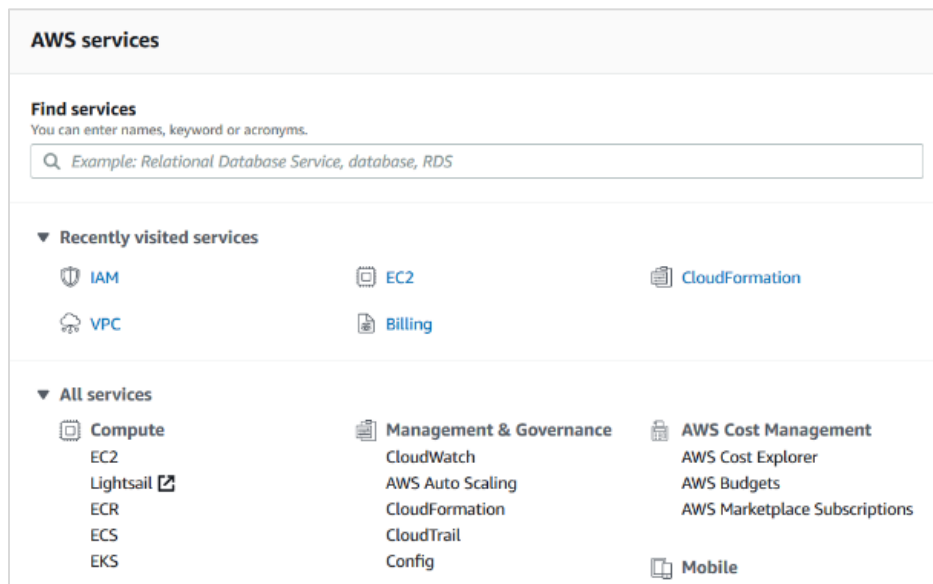 AWS services
Find services
You can enter names, keyword or acronyms.
Example: Relational Database Service, database, RDS
Recently visited services
IAM
EC2
CloudFormation
VPC
Billing
All services
Compute
EC2
Lightsail
ECR
ECS
EKS
Management & Governance
CloudWatch
AWS Auto Scaling
CloudFormation
CloudTrail
Config
AWS Cost Management
AWS Cost Explorer
AWS Budgets
AWS Marketplace Subscriptions
Mobile